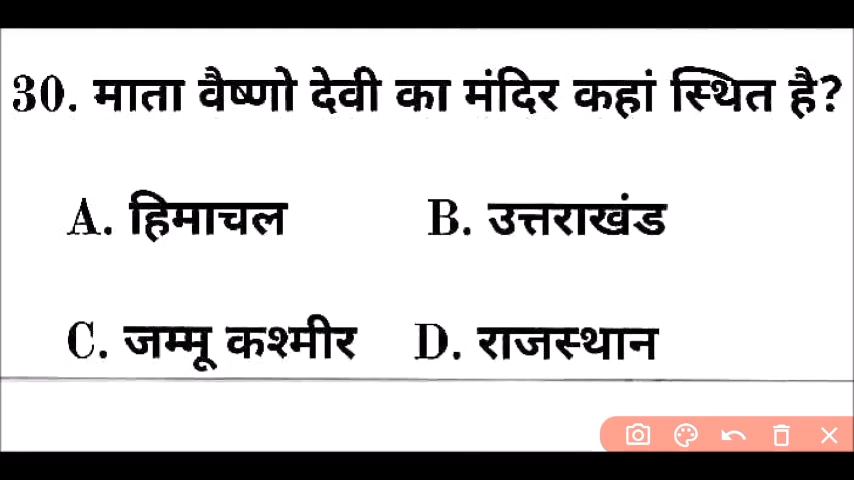 30. माता वैष्णो देवी का मंदिर कहां स्थित है?
A. हिमाचल B. उत्तराखंड
C. जम्मू कश्मीर D. राजस्थान